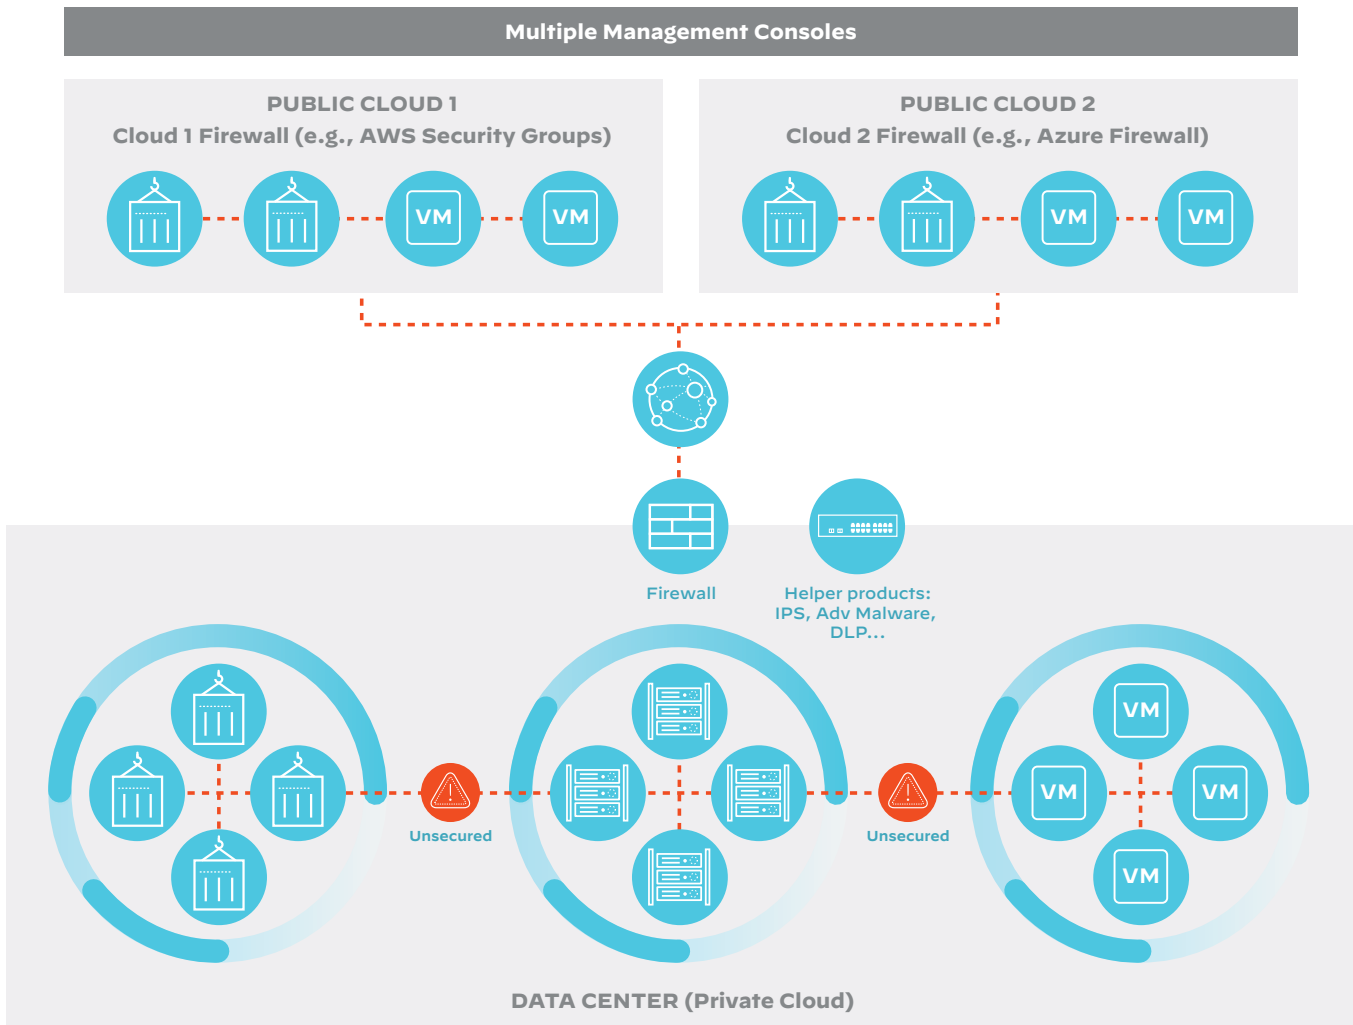 Multiple Management Consoles
PUBLIC CLOUD 1
Cloud 1 Firewall (e.g., AWS Security Groups)
VM
VM
PUBLIC CLOUD 2
Cloud 2 Firewall (e.g., Azure Firewall)
VM
VM
Firewall
Helper products:
IPS, Adv Malware,
DLP...
Unsecured
Unsecured
VM
VM
VM
VM
DATA CENTER (Private Cloud)